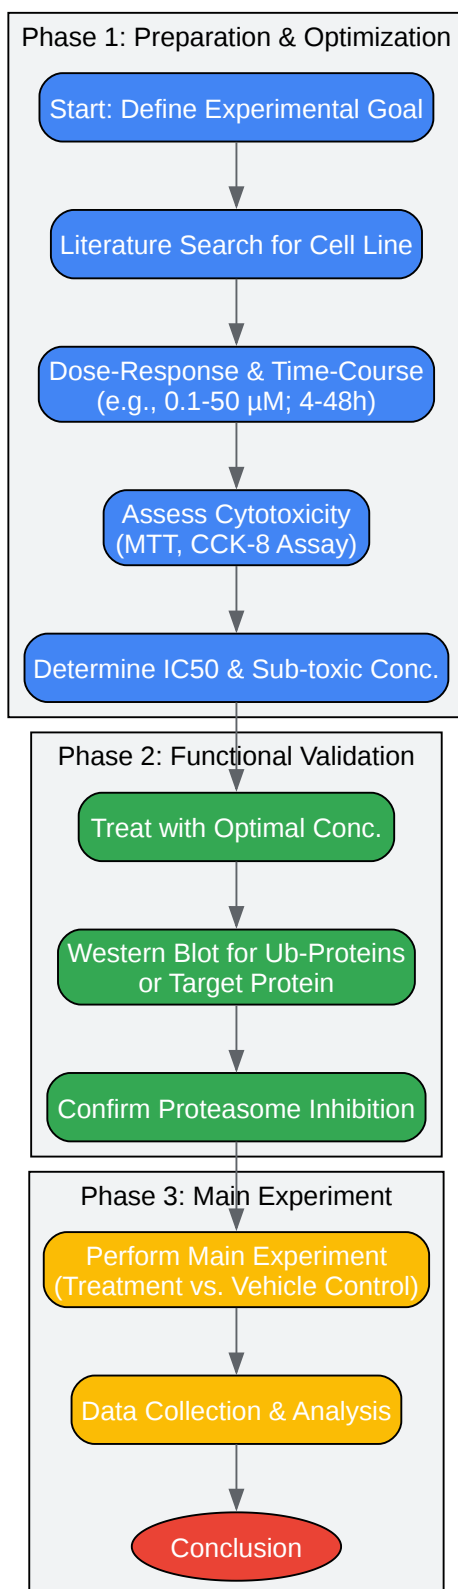 Phase 1: Preparation & Optimization
Start: Define Experimental Goal
Literature Search for Cell Line
Dose-Response & Time-Course
(e.g., 0.1-50 µM; 4-48h)
Assess Cytotoxicity
(MTT, CCK-8 Assay)
Determine IC50 & Sub-toxic Conc.
Phase 2: Functional Validation
Treat with Optimal Conc.
Western Blot for Ub-Proteins
or Target Protein
Confirm Proteasome Inhibition
Phase 3: Main Experiment
Perform Main Experiment
(Treatment vs. Vehicle Control)
Data Collection & Analysis
Conclusion